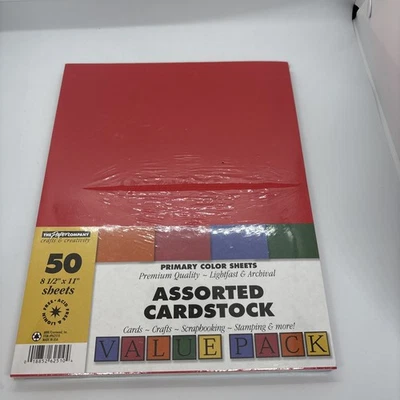 THE Paper COMPANY
crafts & creativity
50
8 1/2" x 11"
sheets
PRIMARY COLOR SHEETS
Premium Quality ~ Lightfast & Archival
ASSORTED
CARDSTOCK
Cards ~ Crafts ~ Scrapbooking ~ Stamping & more!
VALUE PACK